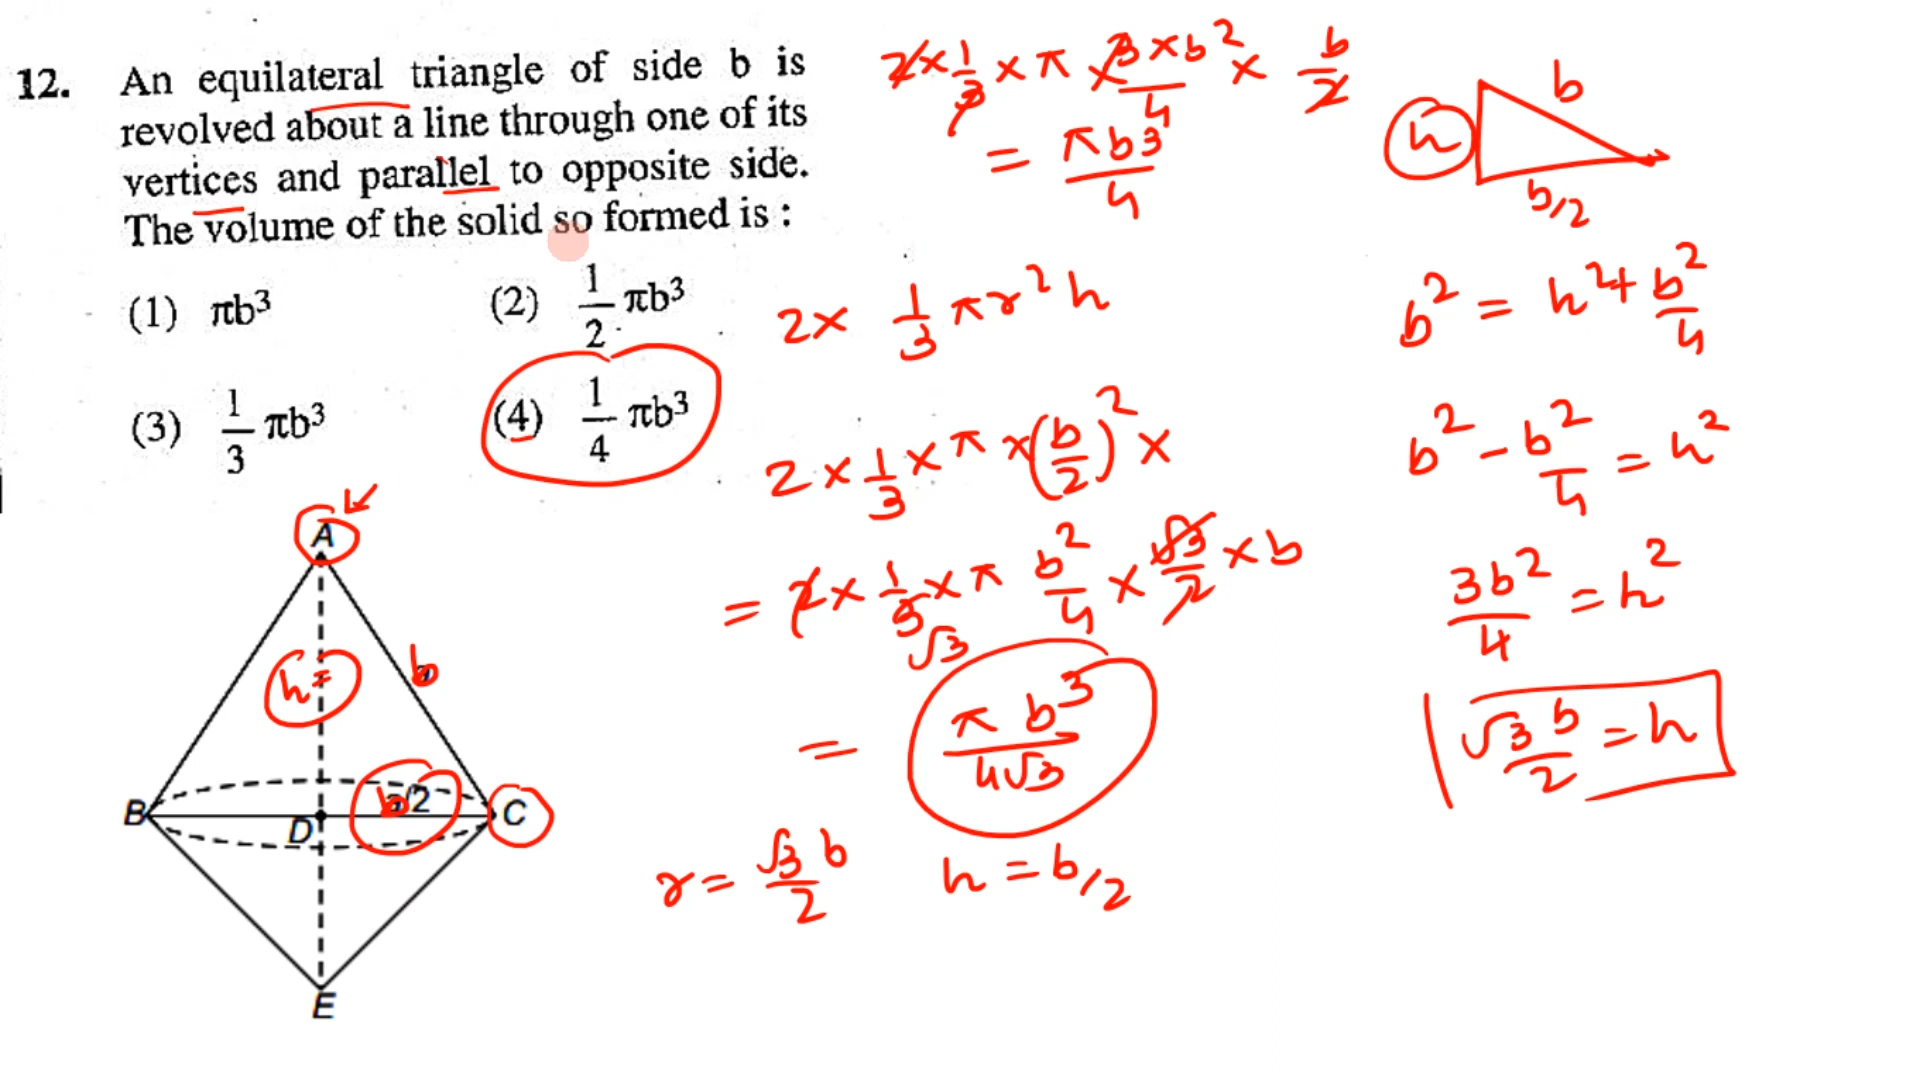 12. An equilateral triangle of side b is
revolved about a line through one of its
vertices and parallel to opposite side.
The volume of the solid so formed is :
(1) πb³ (2) 1/2 πb³
(3) 1/3 πb³ (4) 1/4 πb³
A
h =
b
B
D
b/2
C
E
2 × 1/3 × π × 3 × b²/4 × b/2
= πb³/4
2 × 1/3 πr²h
2 × 1/3 × π × (b/2)² ×
= 2 × 1/3 × π b²/4 × √3/2 × b
√3
= π b³/4√3
r = √3 b/2 h = b/2
h
b
b/2
b² = h² + b²/4
b² - b²/4 = h²
3b²/4 = h²
√3 b/2 = h